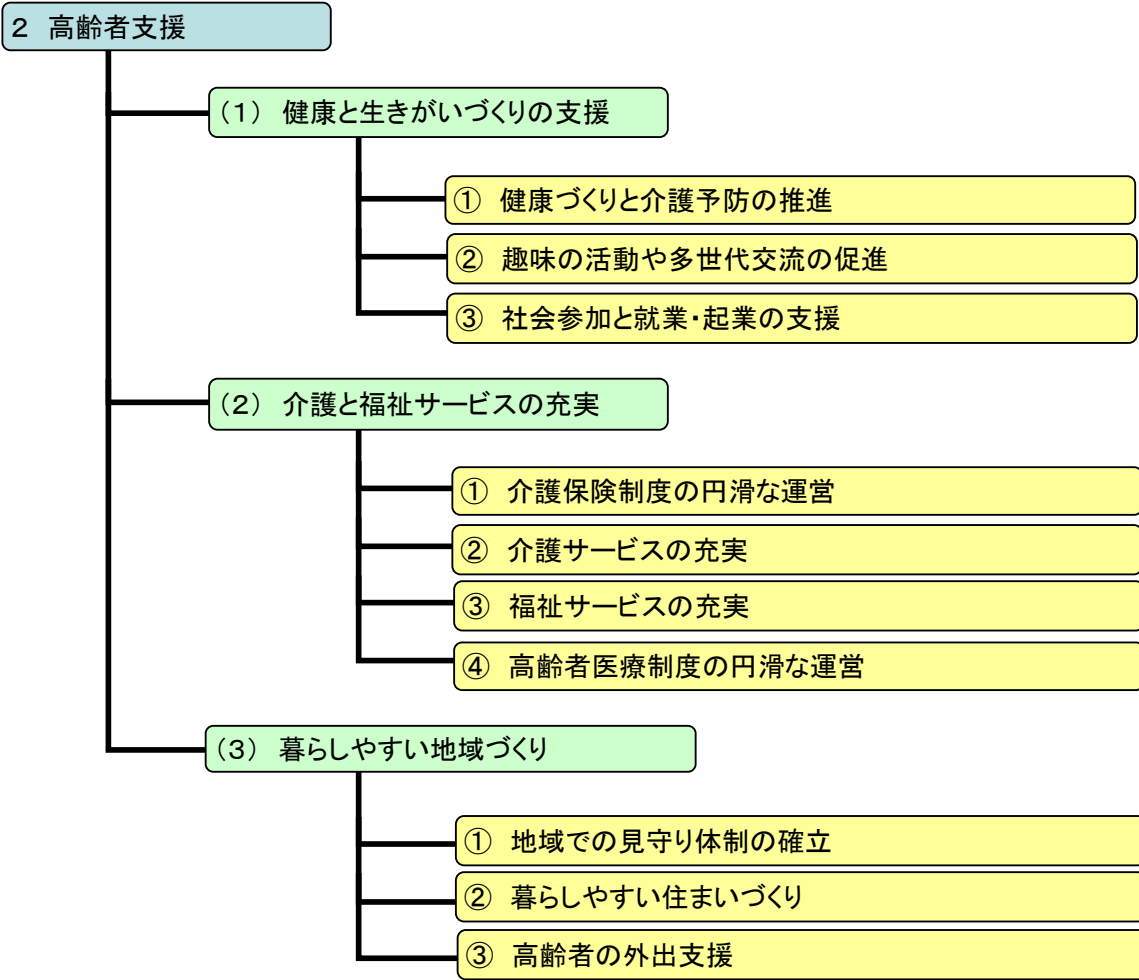 ２ 高齢者支援
（１） 健康と生きがいづくりの支援
① 健康づくりと介護予防の推進
② 趣味の活動や多世代交流の促進
③ 社会参加と就業・起業の支援
（２） 介護と福祉サービスの充実
① 介護保険制度の円滑な運営
② 介護サービスの充実
③ 福祉サービスの充実
④ 高齢者医療制度の円滑な運営
（３） 暮らしやすい地域づくり
① 地域での見守り体制の確立
② 暮らしやすい住まいづくり
③ 高齢者の外出支援